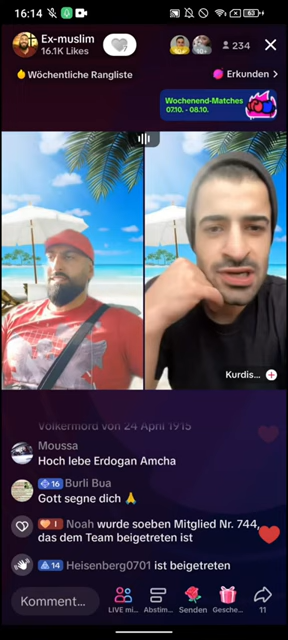 16:14
63
Ex-muslim
16.1K Likes
234
Wöchentliche Rangliste
Erkunden >
Wochenend-Matches
07.10. - 08.10.
Kurdis...
Völkermord von 24 April 1915
Moussa
Hoch lebe Erdogan Amcha
16 Burli Bua
Gott segne dich 🙏
1 Noah wurde soeben Mitglied Nr. 744,
das dem Team beigetreten ist
14 Heisenberg0701 ist beigetreten
Komment...
LIVE mi...
Abstim...
Senden
Gesche...
11